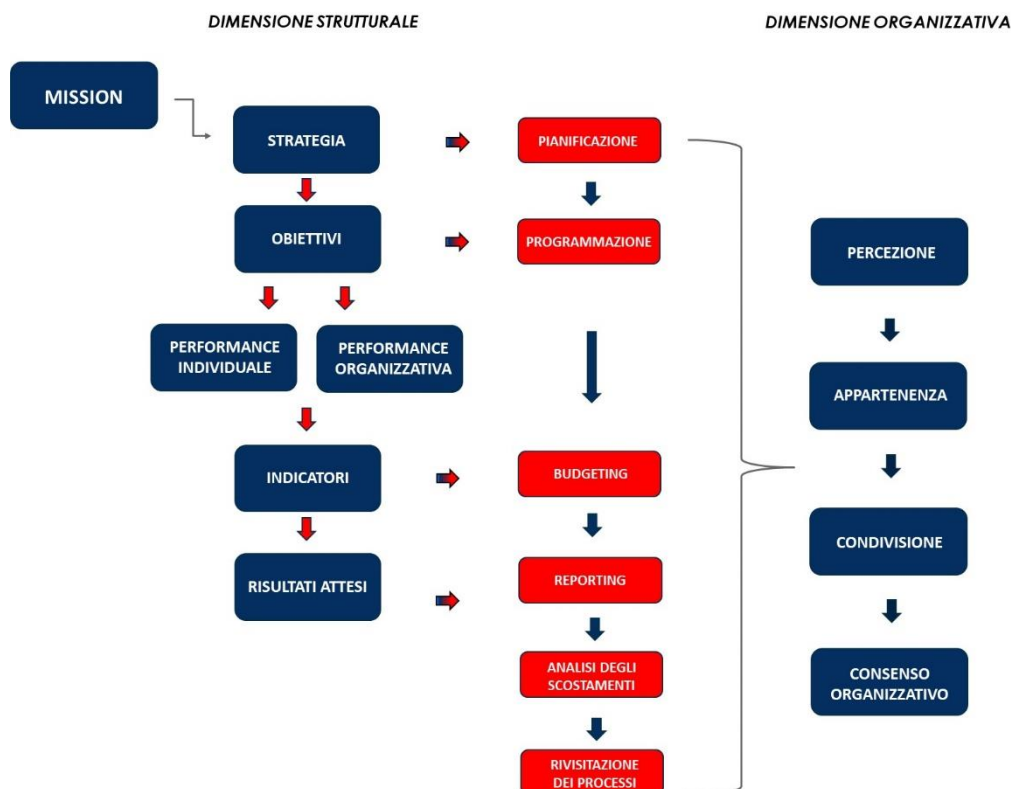 DIMENSIONE STRUTTURALE
DIMENSIONE ORGANIZZATIVA
MISSION
STRATEGIA
PIANIFICAZIONE
OBIETTIVI
PROGRAMMAZIONE
PERCEZIONE
PERFORMANCE
INDIVIDUALE
PERFORMANCE
ORGANIZZATIVA
APPARTENENZA
INDICATORI
BUDGETING
CONDIVISIONE
RISULTATI ATTESI
REPORTING
ANALISI DEGLI
SCOSTAMENTI
CONSENSO
ORGANIZZATIVO
RIVISITAZIONE
DEI PROCESSI